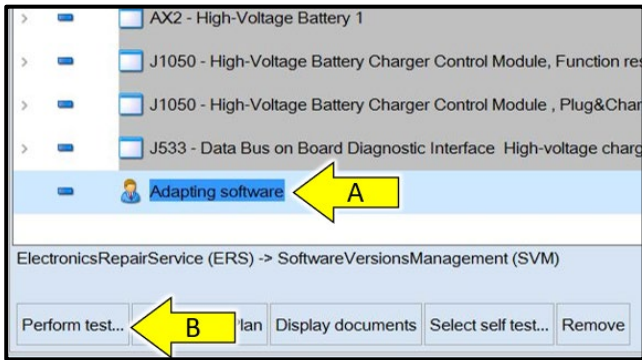 AX2 - High-Voltage Battery 1
J1050 - High-Voltage Battery Charger Control Module, Function res
J1050 - High-Voltage Battery Charger Control Module , Plug&Char
J533 - Data Bus on Board Diagnostic Interface High-voltage charg
Adapting software A
ElectronicsRepairService (ERS) -> SoftwareVersionsManagement (SVM)
Perform test... B lan Display documents Select self test... Remove